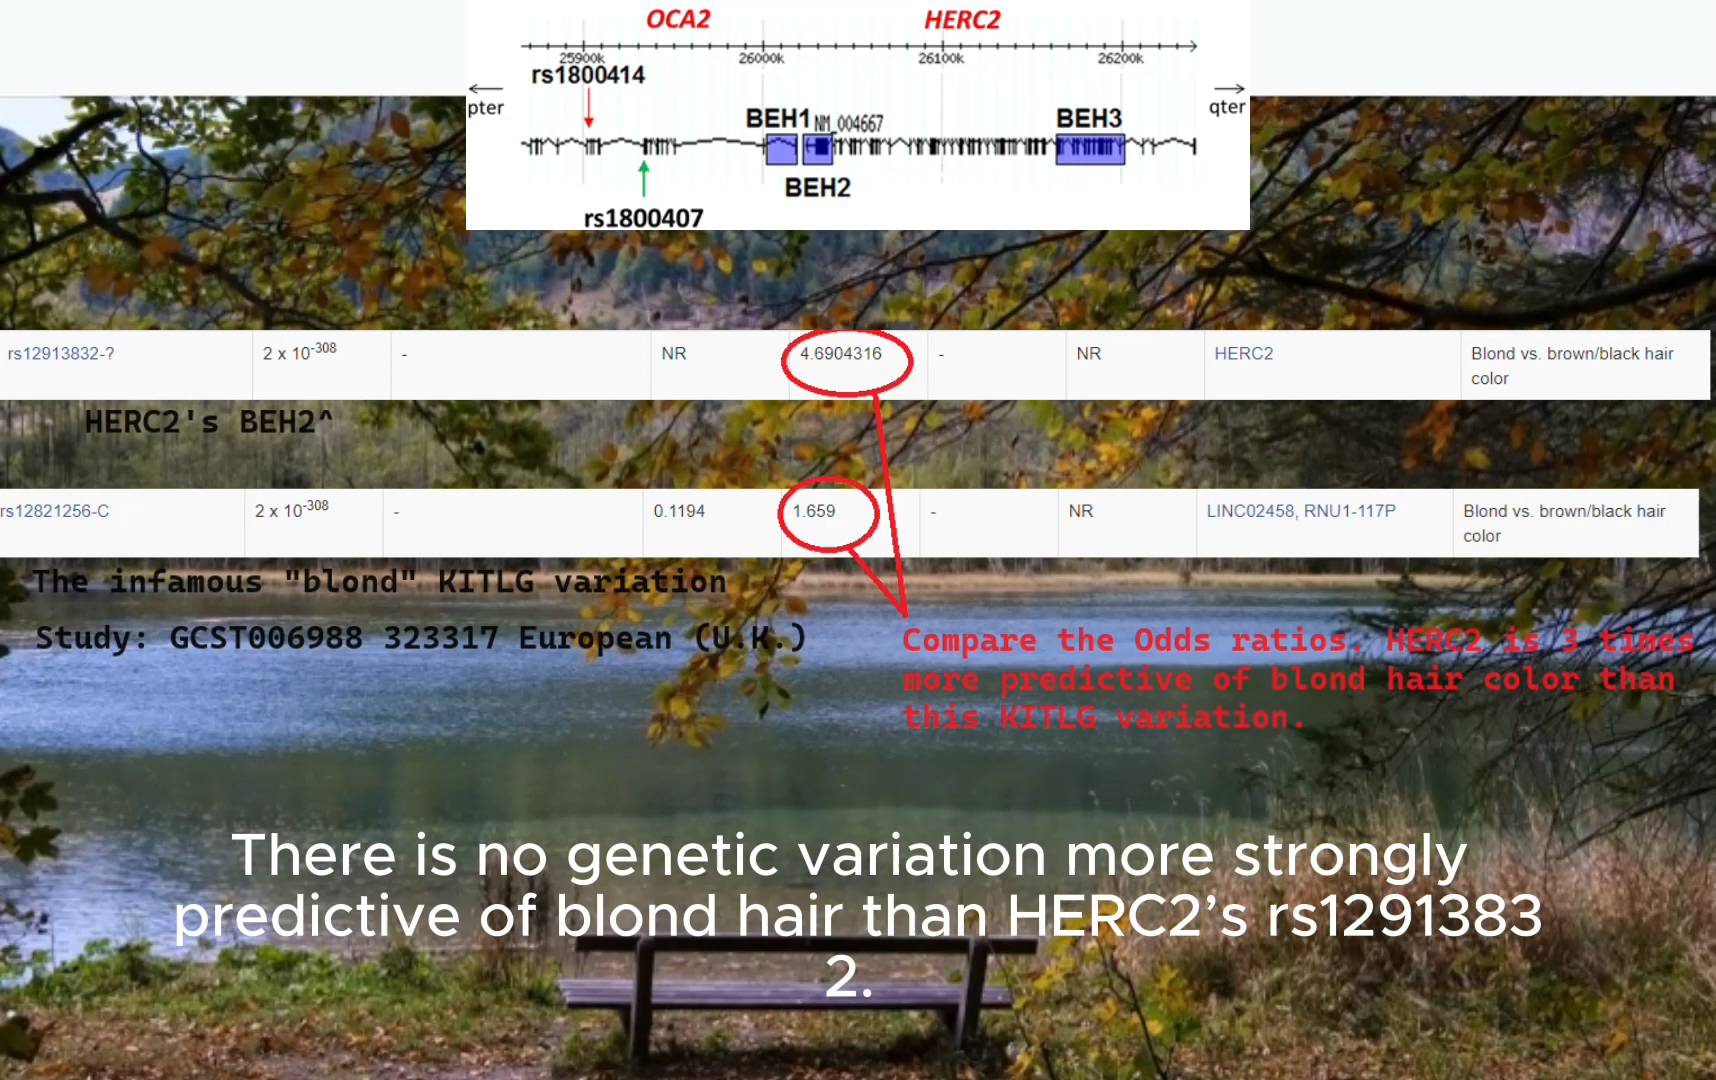 OCA2 HERC2
25900k 26000k 26100k 26200k
rs1800414
pter qter
BEH1 NM_004667 BEH3
BEH2
rs1800407
rs12913832-? 2 x 10-308 - NR 4.6904316 - NR HERC2 Blond vs. brown/black hair
color
HERC2's BEH2^
rs12821256-C 2 x 10-308 - 0.1194 1.659 - NR LINC02458, RNU1-117P Blond vs. brown/black hair
color
The infamous "blond" KITLG variation
Study: GCST006988 323317 European (U.K.)
Compare the Odds ratios. HERC2 is 3 times
more predictive of blond hair color than
this KITLG variation.
There is no genetic variation more strongly
predictive of blond hair than HERC2’s rs1291383
2.